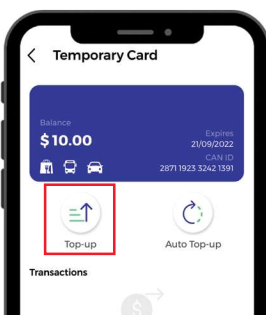 Temporary Card
Balance
$10.00
Expires
21/09/2022
CAN ID
2871 1923 3242 1391
Top-up
Auto Top-up
Transactions
$